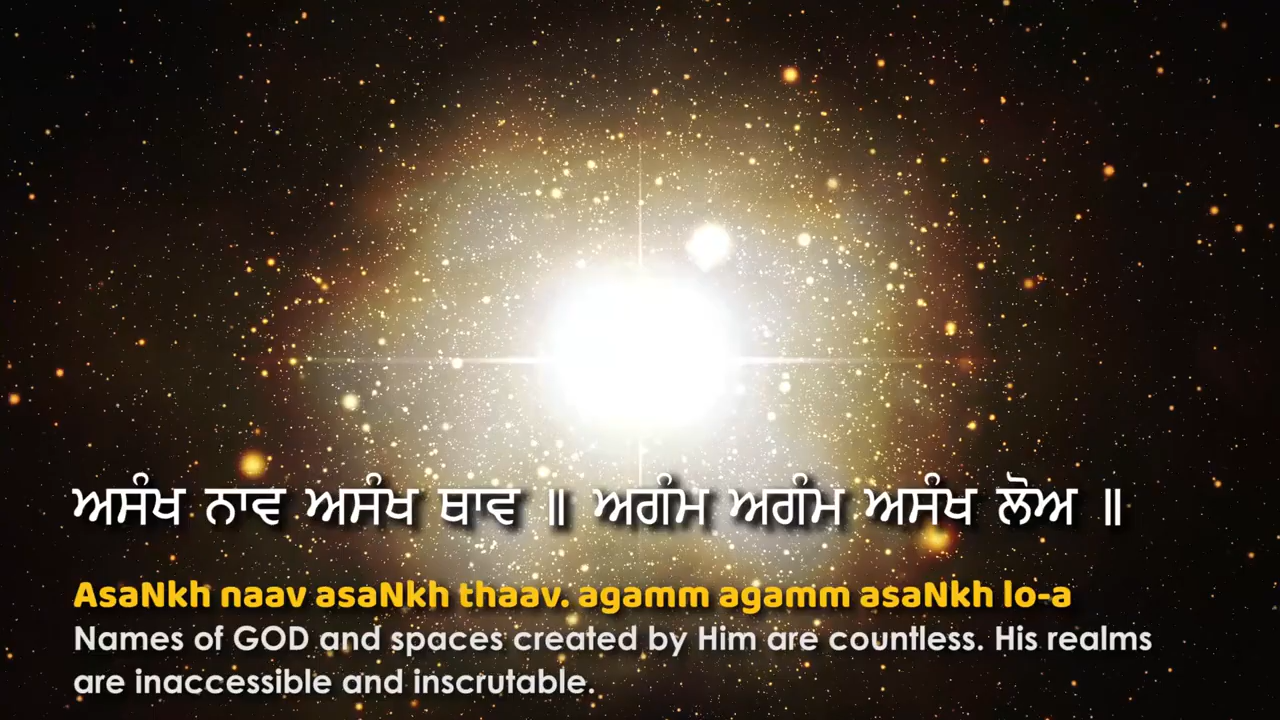 ਅਸੰਖ ਨਾਵ ਅਸੰਖ ਥਾਵ ॥ ਅਗੰਮ ਅਗੰਮ ਅਸੰਖ ਲੋਅ ॥
AsaNkh naav asaNkh thaav. agamm agamm asaNkh lo-a
Names of GOD and spaces created by Him are countless. His realms
are inaccessible and inscrutable.